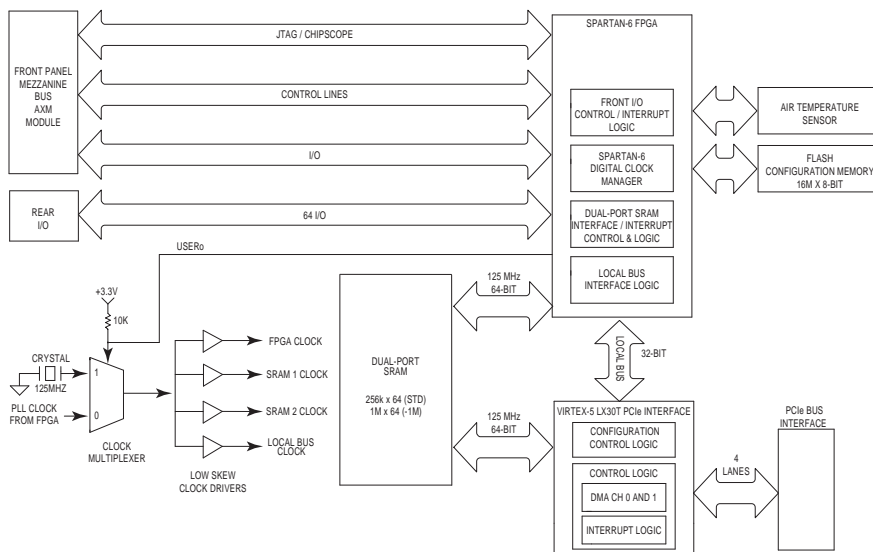 JTAG / CHIPSCOPE
SPARTAN-6 FPGA
FRONT PANEL
MEZZANINE
BUS
AXM
MODULE
CONTROL LINES
FRONT I/O
CONTROL / INTERRUPT
LOGIC
AIR TEMPERATURE
SENSOR
I/O
SPARTAN-6
DIGITAL CLOCK
MANAGER
FLASH
CONFIGURATION MEMORY
16M X 8-BIT
REAR
I/O
64 I/O
DUAL-PORT SRAM
INTERFACE / INTERRUPT
CONTROL & LOGIC
USERo
LOCAL BUS
INTERFACE LOGIC
125 MHz
64-BIT
+3.3V
10K
CRYSTAL
125MHZ
1
0
PLL CLOCK
FROM FPGA
CLOCK
MULTIPLEXER
FPGA CLOCK
SRAM 1 CLOCK
SRAM 2 CLOCK
LOCAL BUS
CLOCK
LOW SKEW
CLOCK DRIVERS
DUAL-PORT
SRAM
256k x 64 (STD)
1M x 64 (-1M)
LOCAL BUS
32-BIT
125 MHz
64-BIT
VIRTEX-5 LX30T PCIe INTERFACE
CONFIGURATION
CONTROL LOGIC
CONTROL LOGIC
DMA CH 0 AND 1
INTERRUPT LOGIC
4
LANES
PCIe BUS
INTERFACE